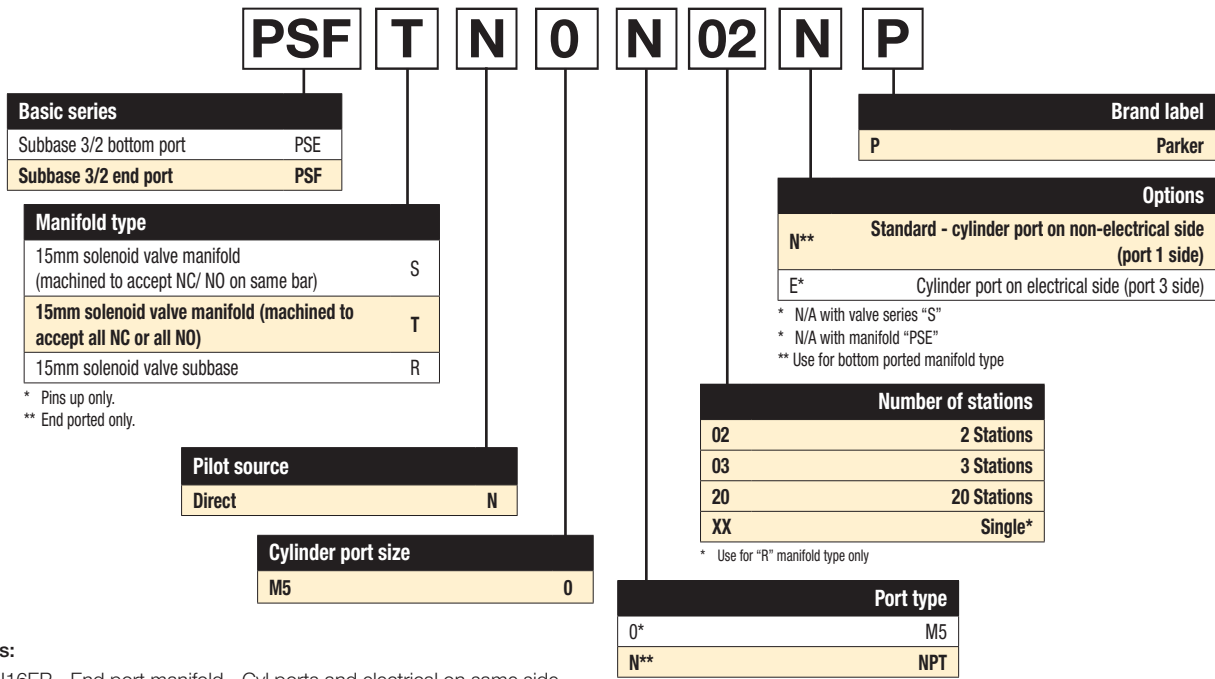 PSF T N 0 N 02 N P
Basic series
Subbase 3/2 bottom port PSE
Subbase 3/2 end port PSF
Brand label
P Parker
Manifold type
15mm solenoid valve manifold
(machined to accept NC/ NO on same bar) S
15mm solenoid valve manifold (machined to
accept all NC or all NO) T
15mm solenoid valve subbase R
* Pins up only.
** End ported only.
Options
N** Standard - cylinder port on non-electrical side
(port 1 side)
E* Cylinder port on electrical side (port 3 side)
* N/A with valve series “S”
* N/A with manifold “PSE”
** Use for bottom ported manifold type
Number of stations
02 2 Stations
03 3 Stations
20 20 Stations
XX Single*
* Use for “R” manifold type only
Pilot source
Direct N
Cylinder port size
M5 0
Port type
0* M5
N** NPT